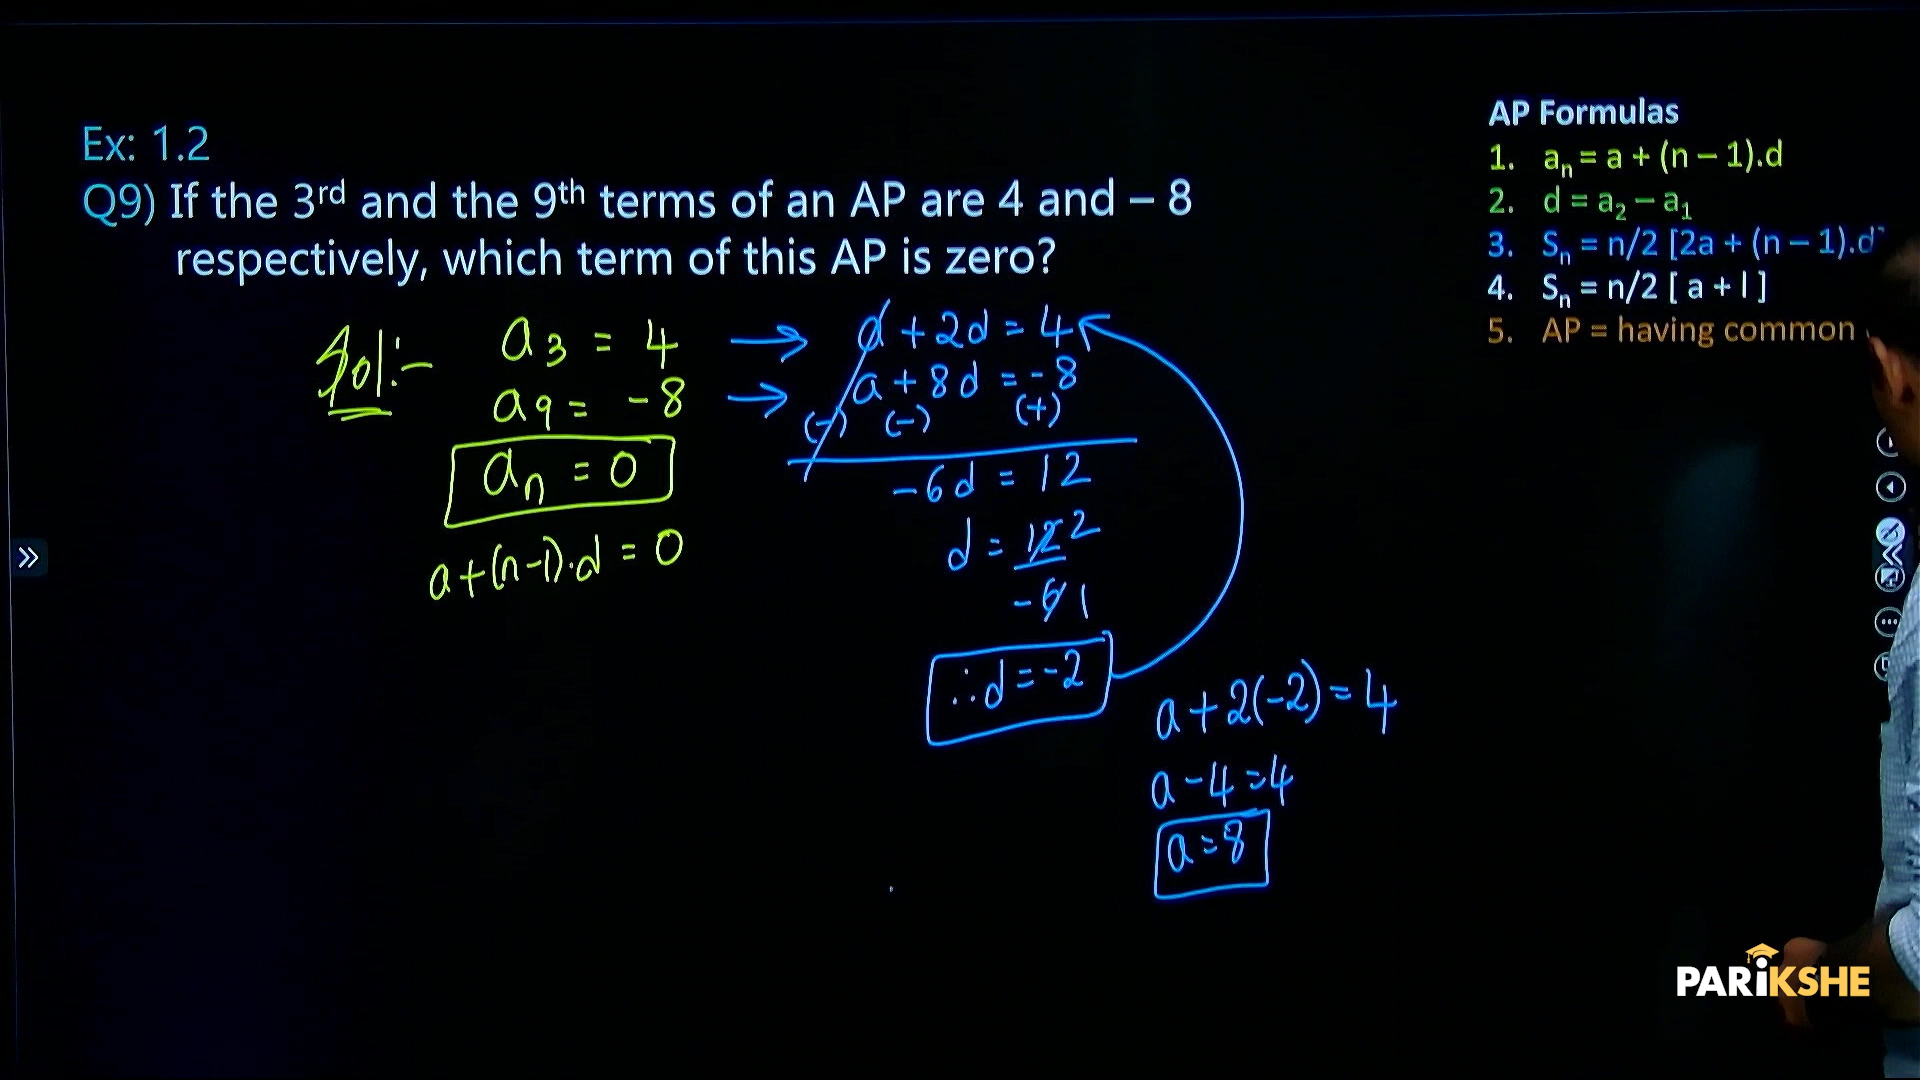 Ex: 1.2
Q9) If the 3rd and the 9th terms of an AP are 4 and – 8
respectively, which term of this AP is zero?
Sol:-
a₃ = 4
a₉ = -8
aₙ = 0
a+(n-1).d = 0
a + 2d = 4
a + 8d = -8
(-) (-) (+)
-6d = 12
d = 12 2
-6 1
∴d = -2
a + 2(-2) = 4
a - 4 = 4
a = 8
AP Formulas
1. aₙ = a + (n – 1).d
2. d = a₂ – a₁
3. Sₙ = n/2 [2a + (n – 1).d
4. Sₙ = n/2 [ a + l ]
5. AP = having common
PARiKSHE